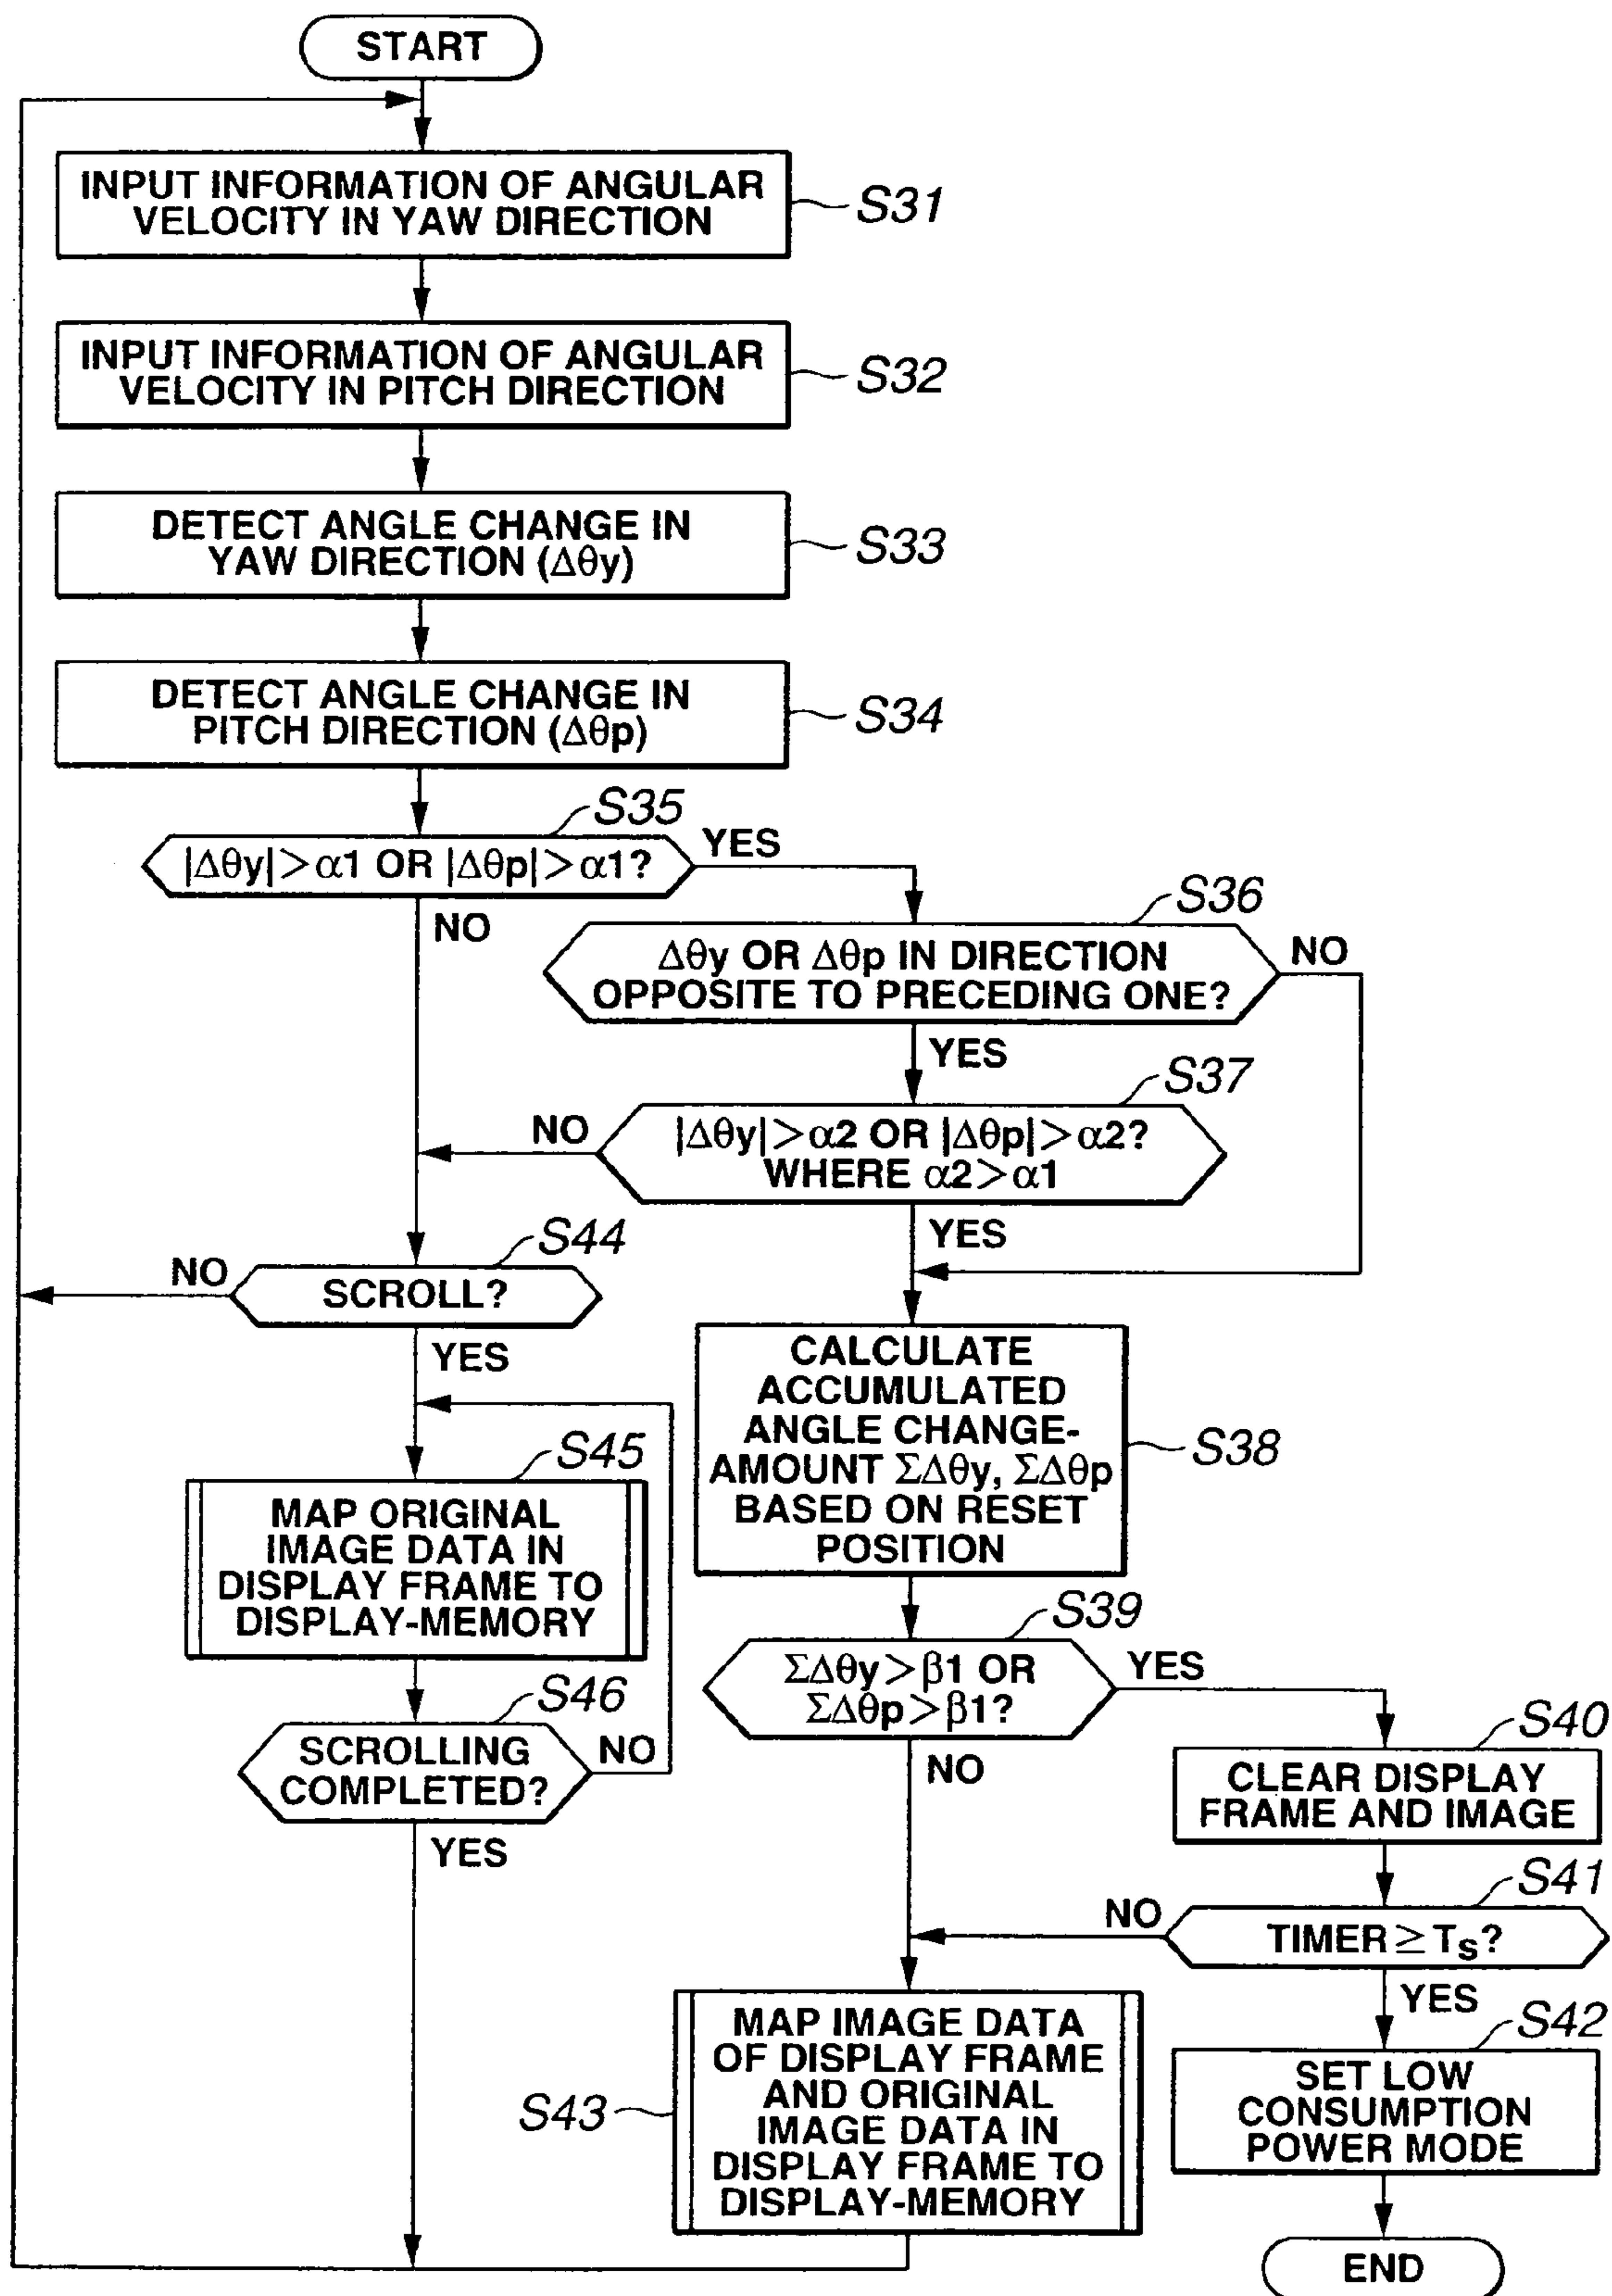 START
INPUT INFORMATION OF ANGULAR
VELOCITY IN YAW DIRECTION
S31
INPUT INFORMATION OF ANGULAR
VELOCITY IN PITCH DIRECTION
S32
DETECT ANGLE CHANGE IN
YAW DIRECTION (Δθy)
S33
DETECT ANGLE CHANGE IN
PITCH DIRECTION (Δθp)
S34
S35
|Δθy|>α1 OR |Δθp|>α1?
YES
NO
S36
Δθy OR Δθp IN DIRECTION
OPPOSITE TO PRECEDING ONE?
NO
YES
S37
|Δθy|>α2 OR |Δθp|>α2?
WHERE α2>α1
NO
YES
S44
SCROLL?
NO
YES
CALCULATE
ACCUMULATED
ANGLE CHANGE-
AMOUNT ΣΔθy, ΣΔθp
BASED ON RESET
POSITION
S38
S45
MAP ORIGINAL
IMAGE DATA IN
DISPLAY FRAME TO
DISPLAY-MEMORY
S46
SCROLLING
COMPLETED?
NO
YES
S39
ΣΔθy>β1 OR
ΣΔθp>β1?
YES
NO
S40
CLEAR DISPLAY
FRAME AND IMAGE
S41
TIMER≥Ts?
NO
YES
S42
SET LOW
CONSUMPTION
POWER MODE
S43
MAP IMAGE DATA
OF DISPLAY FRAME
AND ORIGINAL
IMAGE DATA IN
DISPLAY FRAME TO
DISPLAY-MEMORY
END